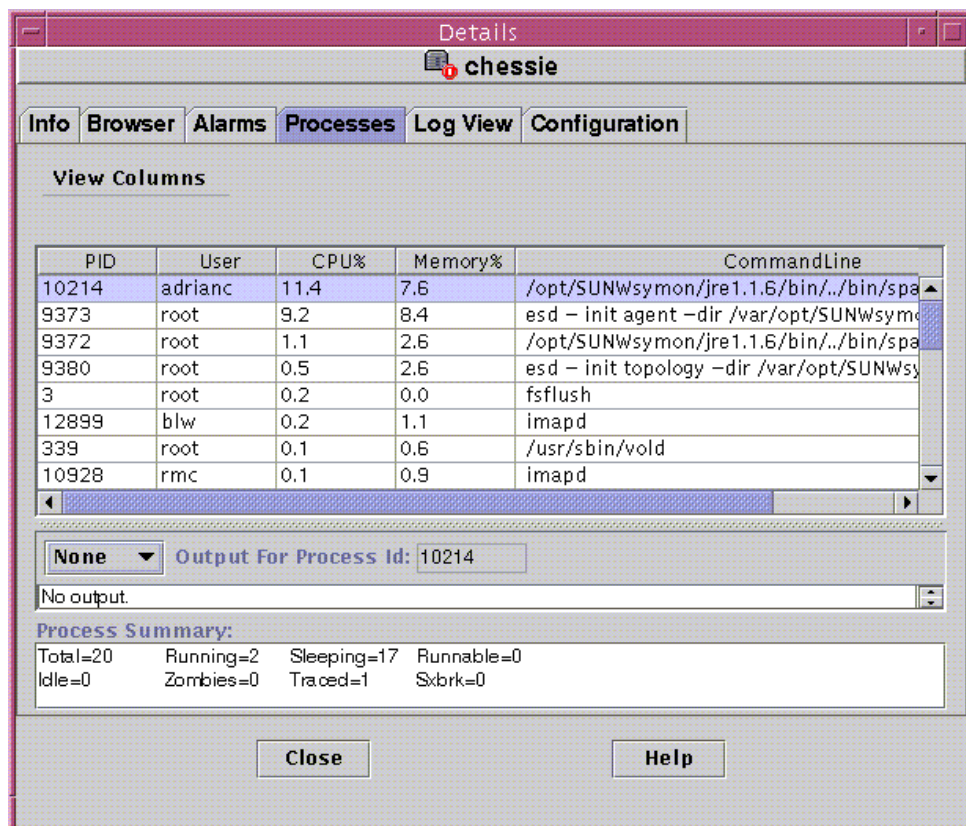 Details
chessie
Info Browser Alarms Processes Log View Configuration
View Columns
PID User CPU% Memory% CommandLine
10214 adrianc 11.4 7.6 /opt/SUNWsymon/jre1.1.6/bin/../bin/spa
9373 root 9.2 8.4 esd – init agent –dir /var/opt/SUNWsymo
9372 root 1.1 2.6 /opt/SUNWsymon/jre1.1.6/bin/../bin/spa
9380 root 0.5 2.6 esd – init topology –dir /var/opt/SUNWsy
3 root 0.2 0.0 fsflush
12899 blw 0.2 1.1 imapd
339 root 0.1 0.6 /usr/sbin/vold
10928 rmc 0.1 0.9 imapd
None Output For Process Id: 10214
No output.
Process Summary:
Total=20 Running=2 Sleeping=17 Runnable=0
Idle=0 Zombies=0 Traced=1 Sxbrk=0
Close Help